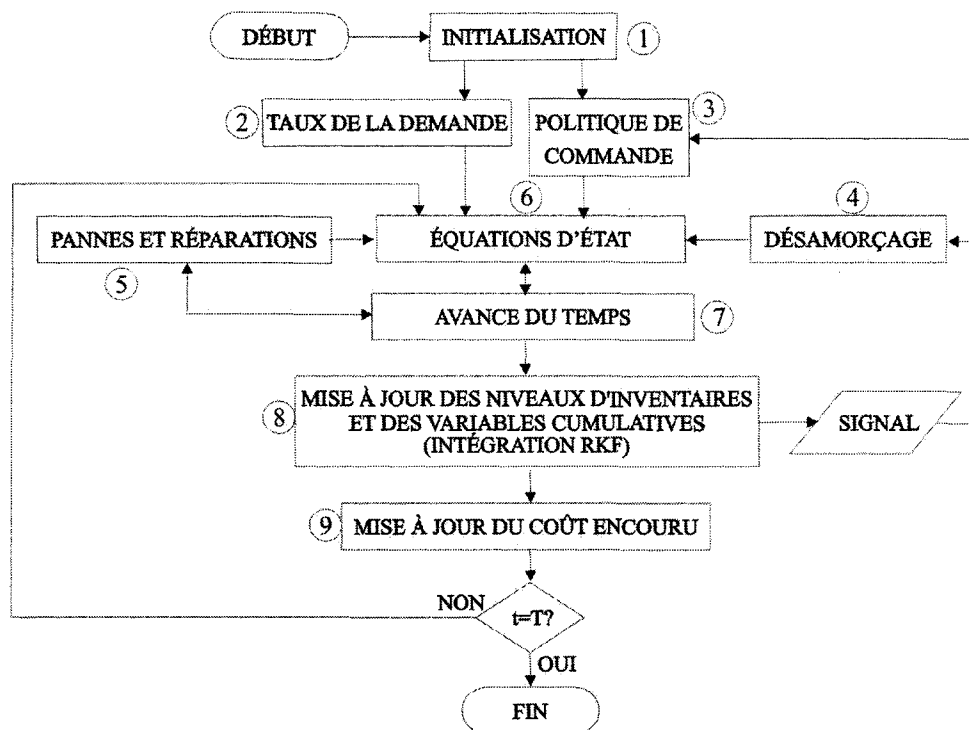 DÉBUT
INITIALISATION
1
2
TAUX DE LA DEMANDE
POLITIQUE DE
COMMANDE
3
6
4
PANNES ET RÉPARATIONS
ÉQUATIONS D'ÉTAT
DÉSAMORÇAGE
5
AVANCE DU TEMPS
7
8
MISE À JOUR DES NIVEAUX D'INVENTAIRES
ET DES VARIABLES CUMULATIVES
(INTÉGRATION RKF)
SIGNAL
9
MISE À JOUR DU COÛT ENCOURU
NON
t=T?
OUI
FIN